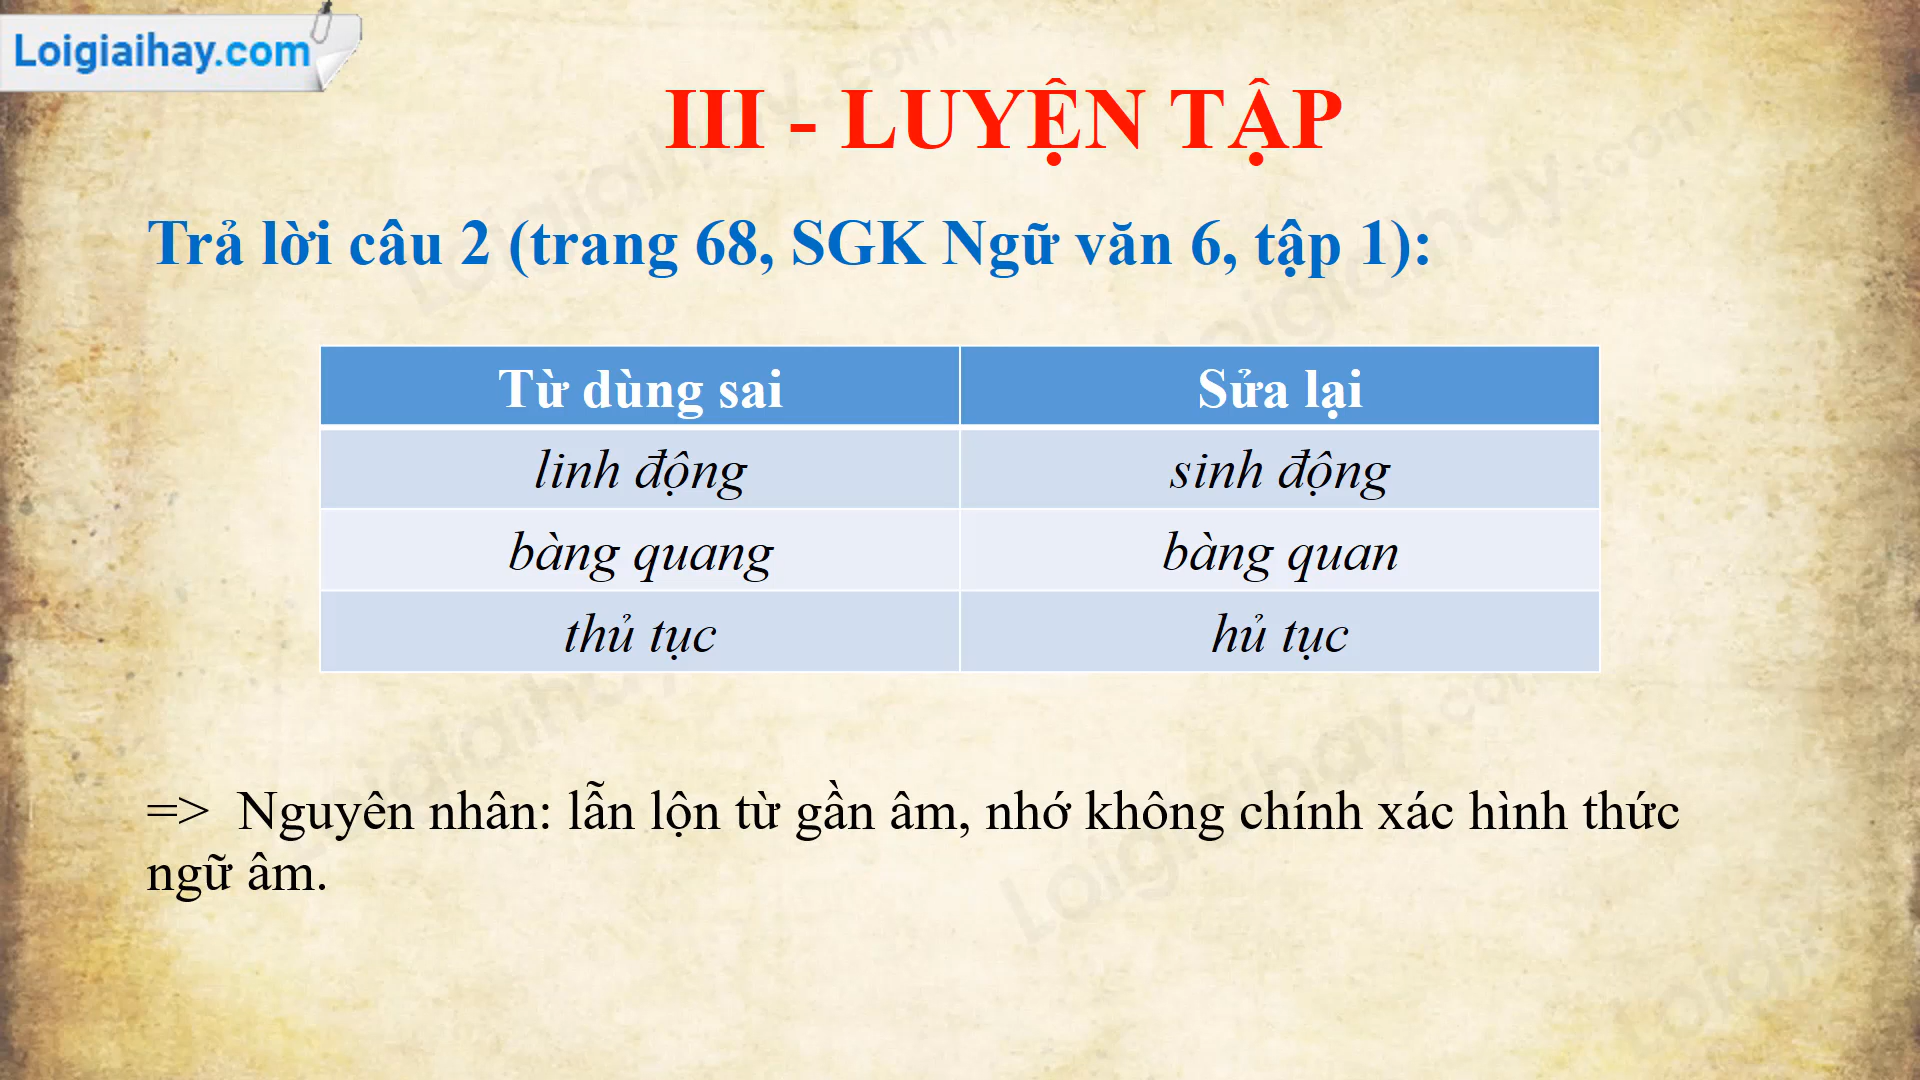 Loigiaihay.com
III - LUYỆN TẬP
Trả lời câu 2 (trang 68, SGK Ngữ văn 6, tập 1):
Từ dùng sai Sửa lại
linh động sinh động
bàng quang bàng quan
thủ tục hủ tục
=> Nguyên nhân: lẫn lộn từ gần âm, nhớ không chính xác hình thức
ngữ âm.